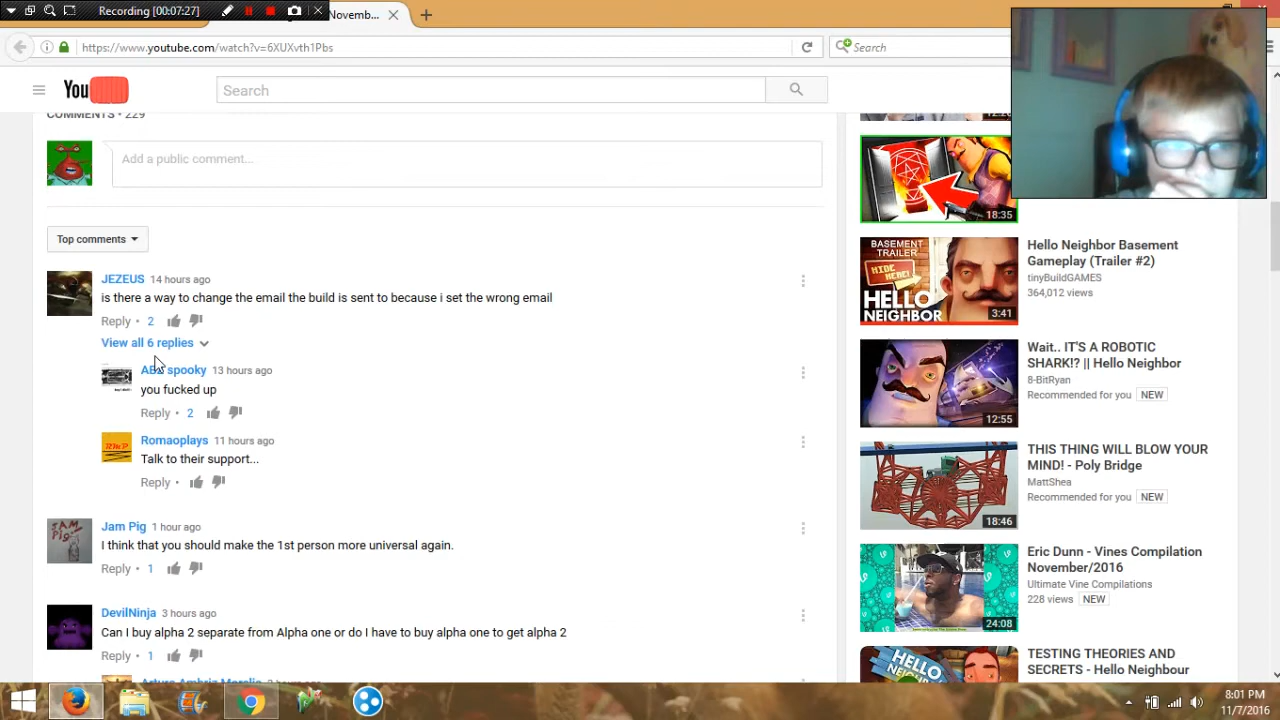 Recording [00:07:27]
Novemb...
https://www.youtube.com/watch?v=6XUXvth1Pbs
Search
You
Search
COMMENTS • 229
Add a public comment...
Top comments
JEZEUS 14 hours ago
is there a way to change the email the build is sent to because i set the wrong email
Reply • 2
View all 6 replies
spooky 13 hours ago
you fucked up
Reply • 2
Romaoplays 11 hours ago
Talk to their support...
Reply •
Jam Pig 1 hour ago
I think that you should make the 1st person more universal again.
Reply • 1
DevilNinja 3 hours ago
Can I buy alpha 2 separate from Alpha one or do I have to buy alpha one to get alpha 2
Reply • 1
18:35
BASEMENT
TRAILER
HIDE
HERE!
HELLO
NEIGHBOR
3:41
Hello Neighbor Basement
Gameplay (Trailer #2)
tinyBuildGAMES
364,012 views
12:55
Wait.. IT'S A ROBOTIC
SHARK!? || Hello Neighbor
8-BitRyan
Recommended for you NEW
18:46
THIS THING WILL BLOW YOUR
MIND! - Poly Bridge
MattShea
Recommended for you NEW
24:08
Eric Dunn - Vines Compilation
November/2016
Ultimate Vine Compilations
228 views NEW
HELLO
TESTING THEORIES AND
SECRETS - Hello Neighbour
8:01 PM
11/7/2016